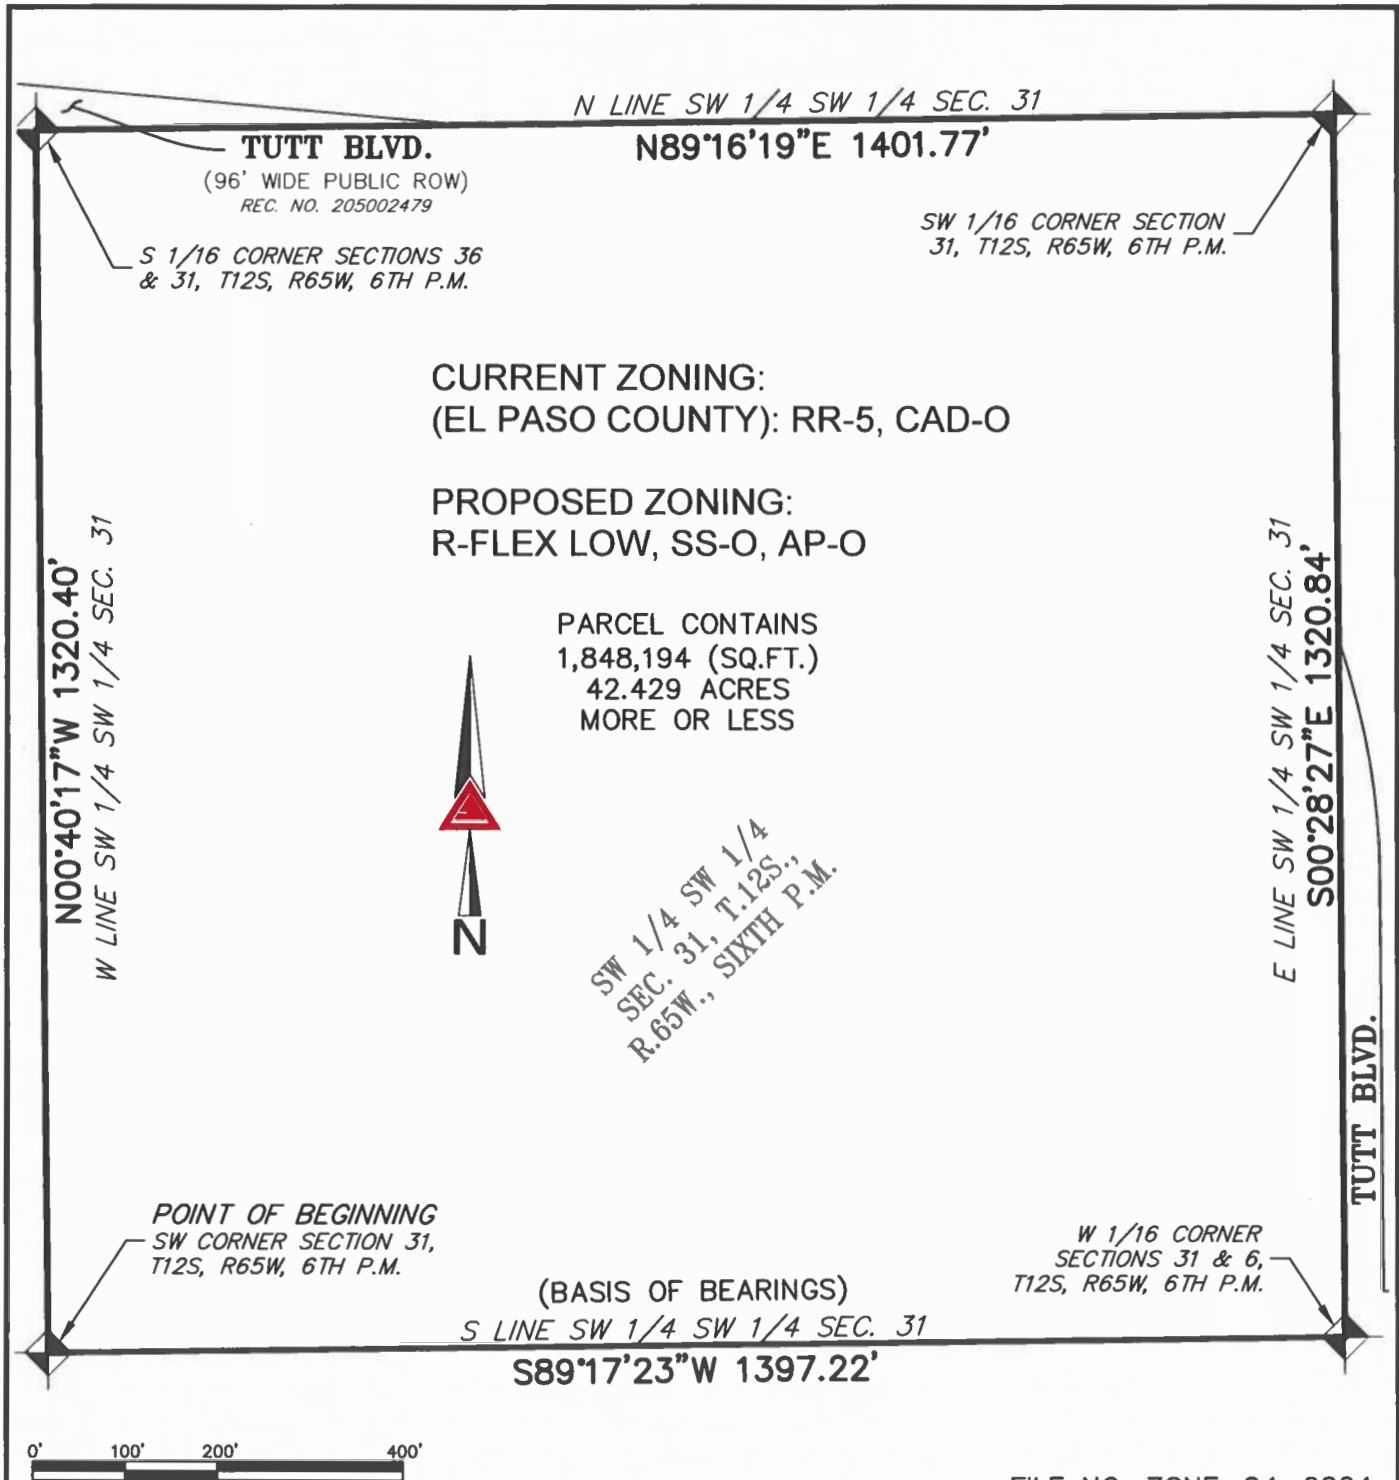 N LINE SW 1/4 SW 1/4 SEC. 31
N89°16'19"E 1401.77'
TUTT BLVD.
(96' WIDE PUBLIC ROW)
REC. NO. 205002479
S 1/16 CORNER SECTIONS 36
& 31, T12S, R65W, 6TH P.M.
SW 1/16 CORNER SECTION
31, T12S, R65W, 6TH P.M.
CURRENT ZONING:
(EL PASO COUNTY): RR-5, CAD-O
PROPOSED ZONING:
R-FLEX LOW, SS-O, AP-O
PARCEL CONTAINS
1,848,194 (SQ.FT.)
42.429 ACRES
MORE OR LESS
N00°40'17"W 1320.40'
W LINE SW 1/4 SW 1/4 SEC. 31
E LINE SW 1/4 SW 1/4 SEC. 31
S00°28'27"E 1320.84'
N
SW 1/4 SW 1/4
SEC. 31, T.12S.,
R.65W., SIXTH P.M.
TUTT BLVD.
POINT OF BEGINNING
SW CORNER SECTION 31,
T12S, R65W, 6TH P.M.
W 1/16 CORNER
SECTIONS 31 & 6,
T12S, R65W, 6TH P.M.
(BASIS OF BEARINGS)
S LINE SW 1/4 SW 1/4 SEC. 31
S89°17'23"W 1397.22'
0' 100' 200' 400'